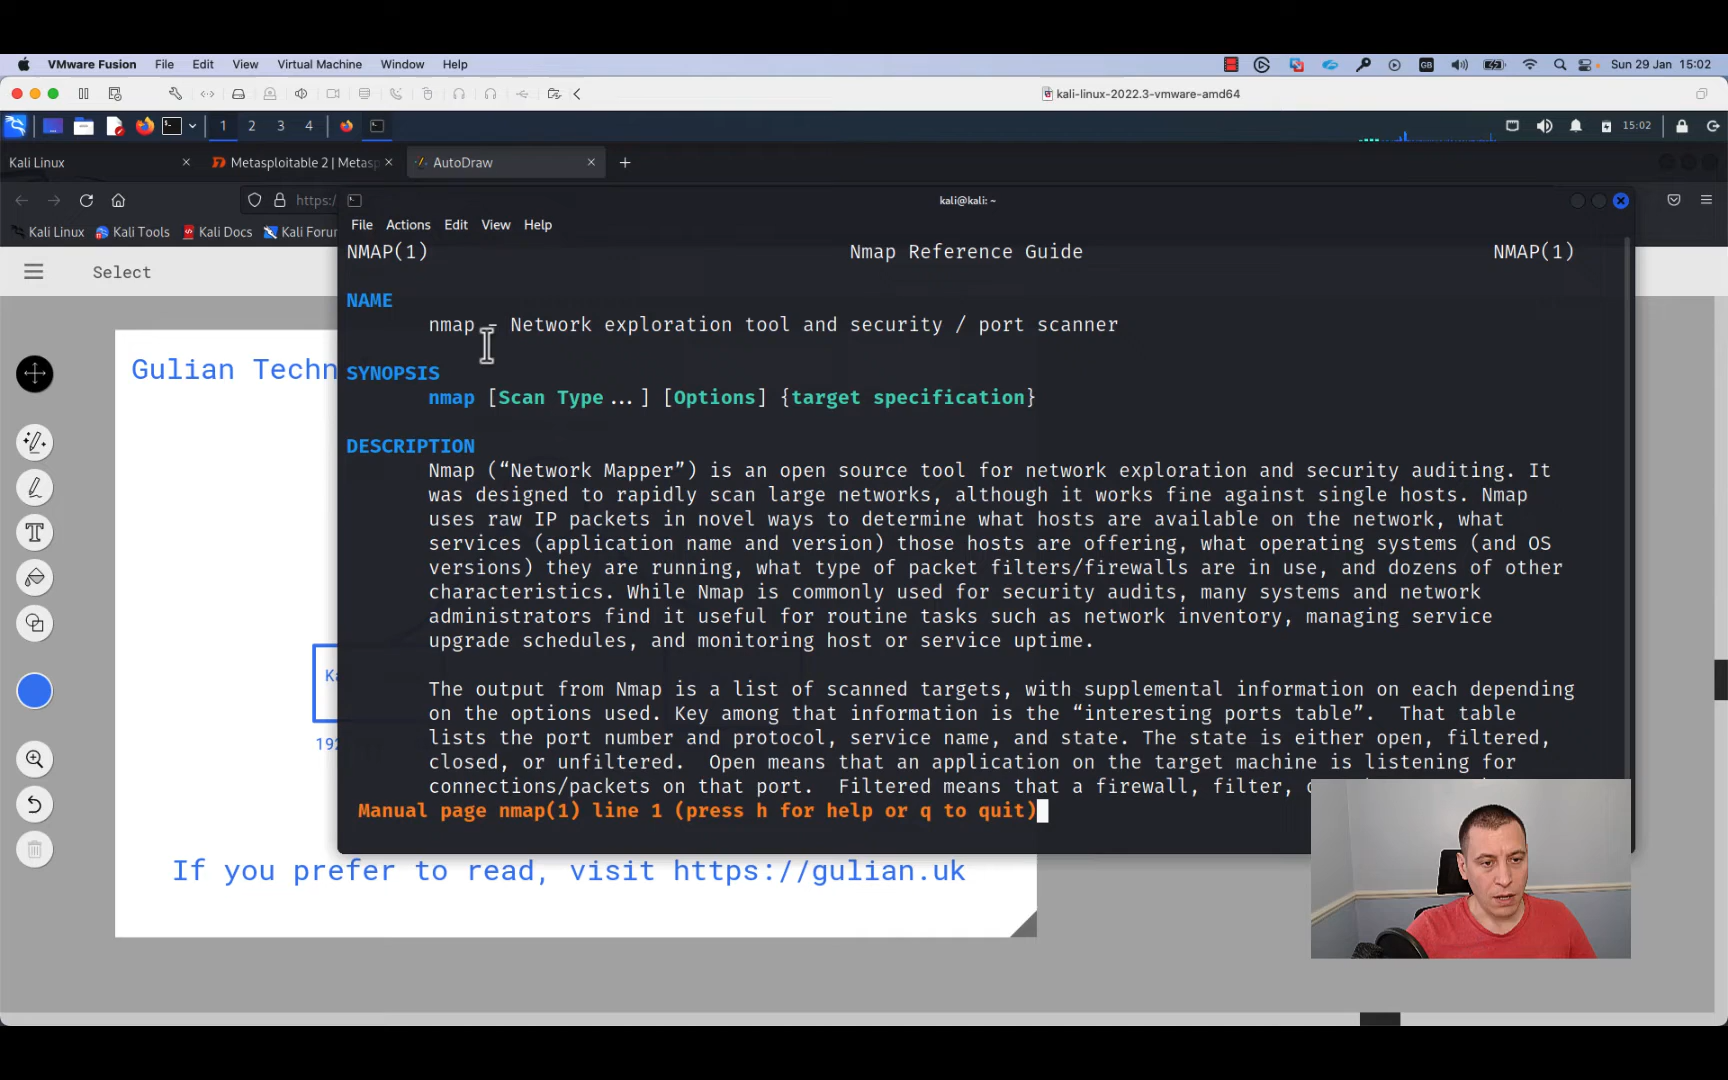 VMware Fusion File Edit View Virtual Machine Window Help GB Sun 29 Jan 15:02
kali-linux-2022.3-vmware-amd64
1 2 3 4 15:02
Kali Linux Metasploitable 2 | Metasp AutoDraw
https:/
kali@kali: ~
Kali Linux Kali Tools Kali Docs Kali Forum
File Actions Edit View Help
NMAP(1) Nmap Reference Guide NMAP(1)
Select
NAME
nmap - Network exploration tool and security / port scanner
Gulian Techn
SYNOPSIS
nmap [Scan Type...] [Options] {target specification}
DESCRIPTION
Nmap (“Network Mapper”) is an open source tool for network exploration and security auditing. It
was designed to rapidly scan large networks, although it works fine against single hosts. Nmap
uses raw IP packets in novel ways to determine what hosts are available on the network, what
services (application name and version) those hosts are offering, what operating systems (and OS
versions) they are running, what type of packet filters/firewalls are in use, and dozens of other
characteristics. While Nmap is commonly used for security audits, many systems and network
administrators find it useful for routine tasks such as network inventory, managing service
upgrade schedules, and monitoring host or service uptime.
The output from Nmap is a list of scanned targets, with supplemental information on each depending
on the options used. Key among that information is the “interesting ports table”. That table
lists the port number and protocol, service name, and state. The state is either open, filtered,
closed, or unfiltered. Open means that an application on the target machine is listening for
connections/packets on that port. Filtered means that a firewall, filter,
Manual page nmap(1) line 1 (press h for help or q to quit)
Ka
192
If you prefer to read, visit https://gulian.uk